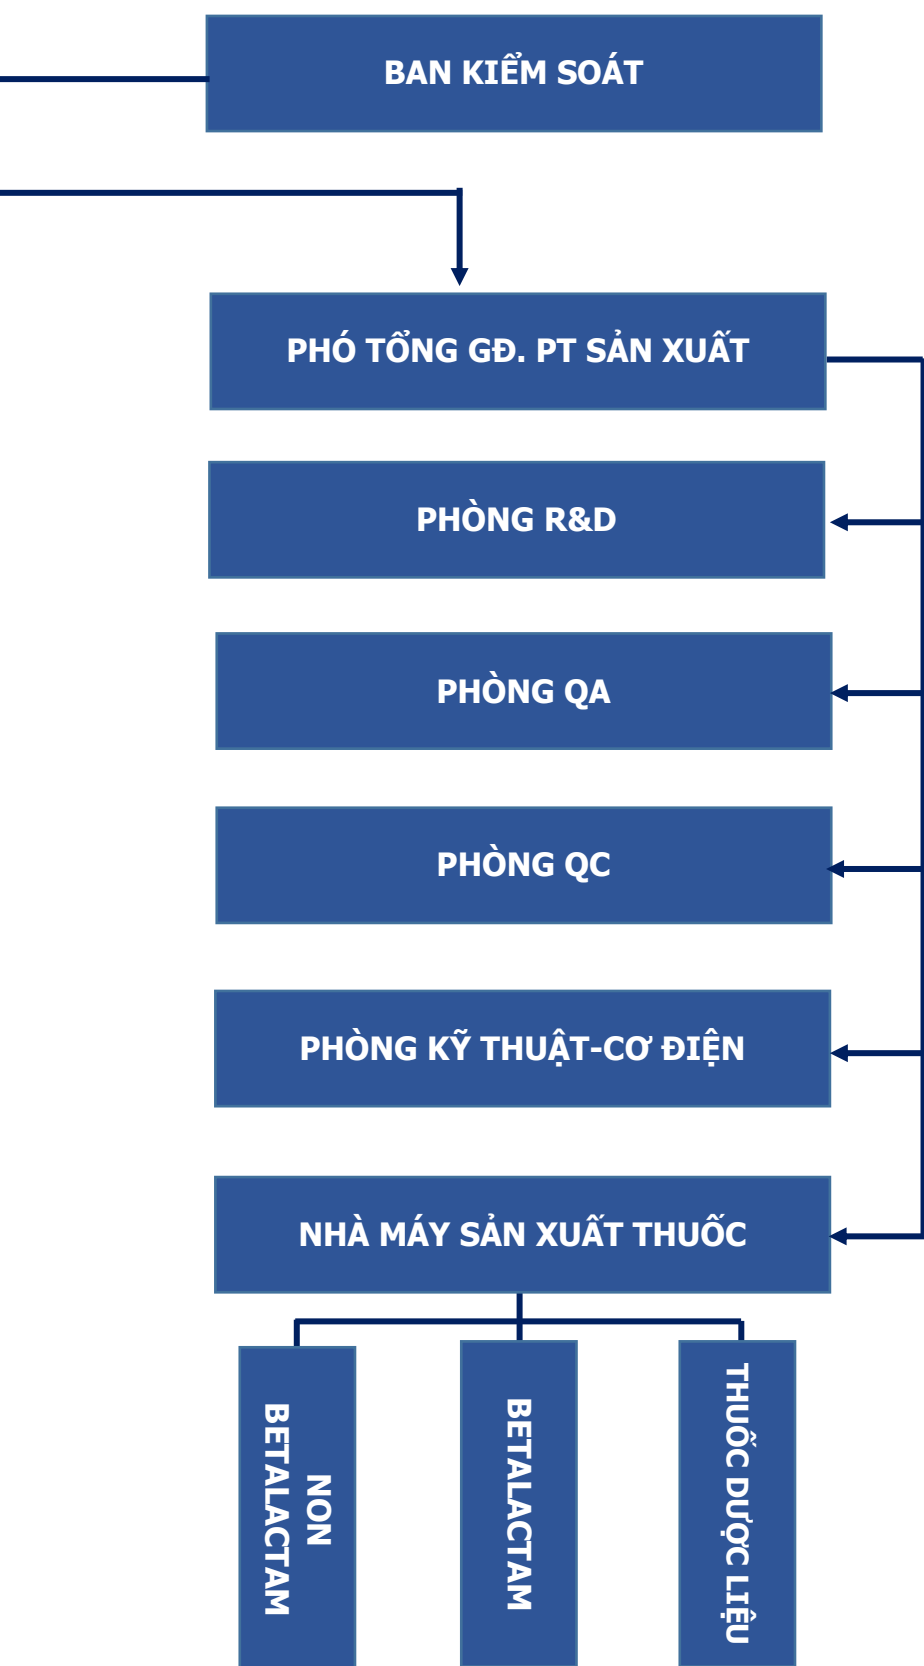 BAN KIỂM SOÁT
PHÓ TỔNG GĐ. PT SẢN XUẤT
PHÒNG R&D
PHÒNG QA
PHÒNG QC
PHÒNG KỸ THUẬT-CƠ ĐIỆN
NHÀ MÁY SẢN XUẤT THUỐC
NON
BETALACTAM
BETALACTAM
THUỐC DƯỢC LIỆU